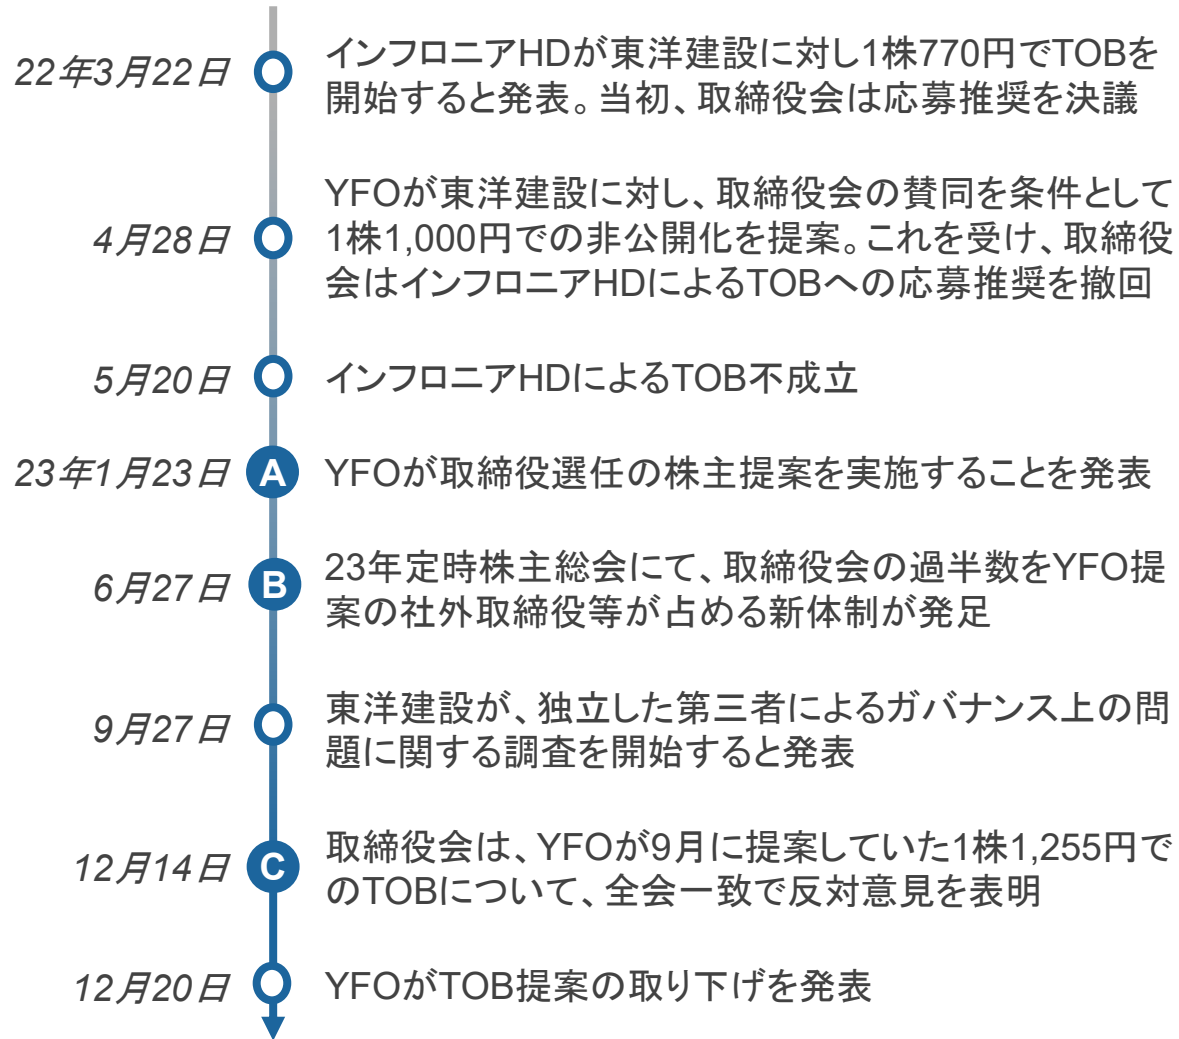 22年3月22日
インフロニアHDが東洋建設に対し1株770円でTOBを
開始すると発表。当初、取締役会は応募推奨を決議
4月28日
YFOが東洋建設に対し、取締役会の賛同を条件として
1株1,000円での非公開化を提案。これを受け、取締役
会はインフロニアHDによるTOBへの応募推奨を撤回
5月20日
インフロニアHDによるTOB不成立
23年1月23日
A
YFOが取締役選任の株主提案を実施することを発表
6月27日
B
23年定時株主総会にて、取締役会の過半数をYFO提
案の社外取締役等が占める新体制が発足
9月27日
東洋建設が、独立した第三者によるガバナンス上の問
題に関する調査を開始すると発表
12月14日
C
取締役会は、YFOが9月に提案していた1株1,255円で
のTOBについて、全会一致で反対意見を表明
12月20日
YFOがTOB提案の取り下げを発表